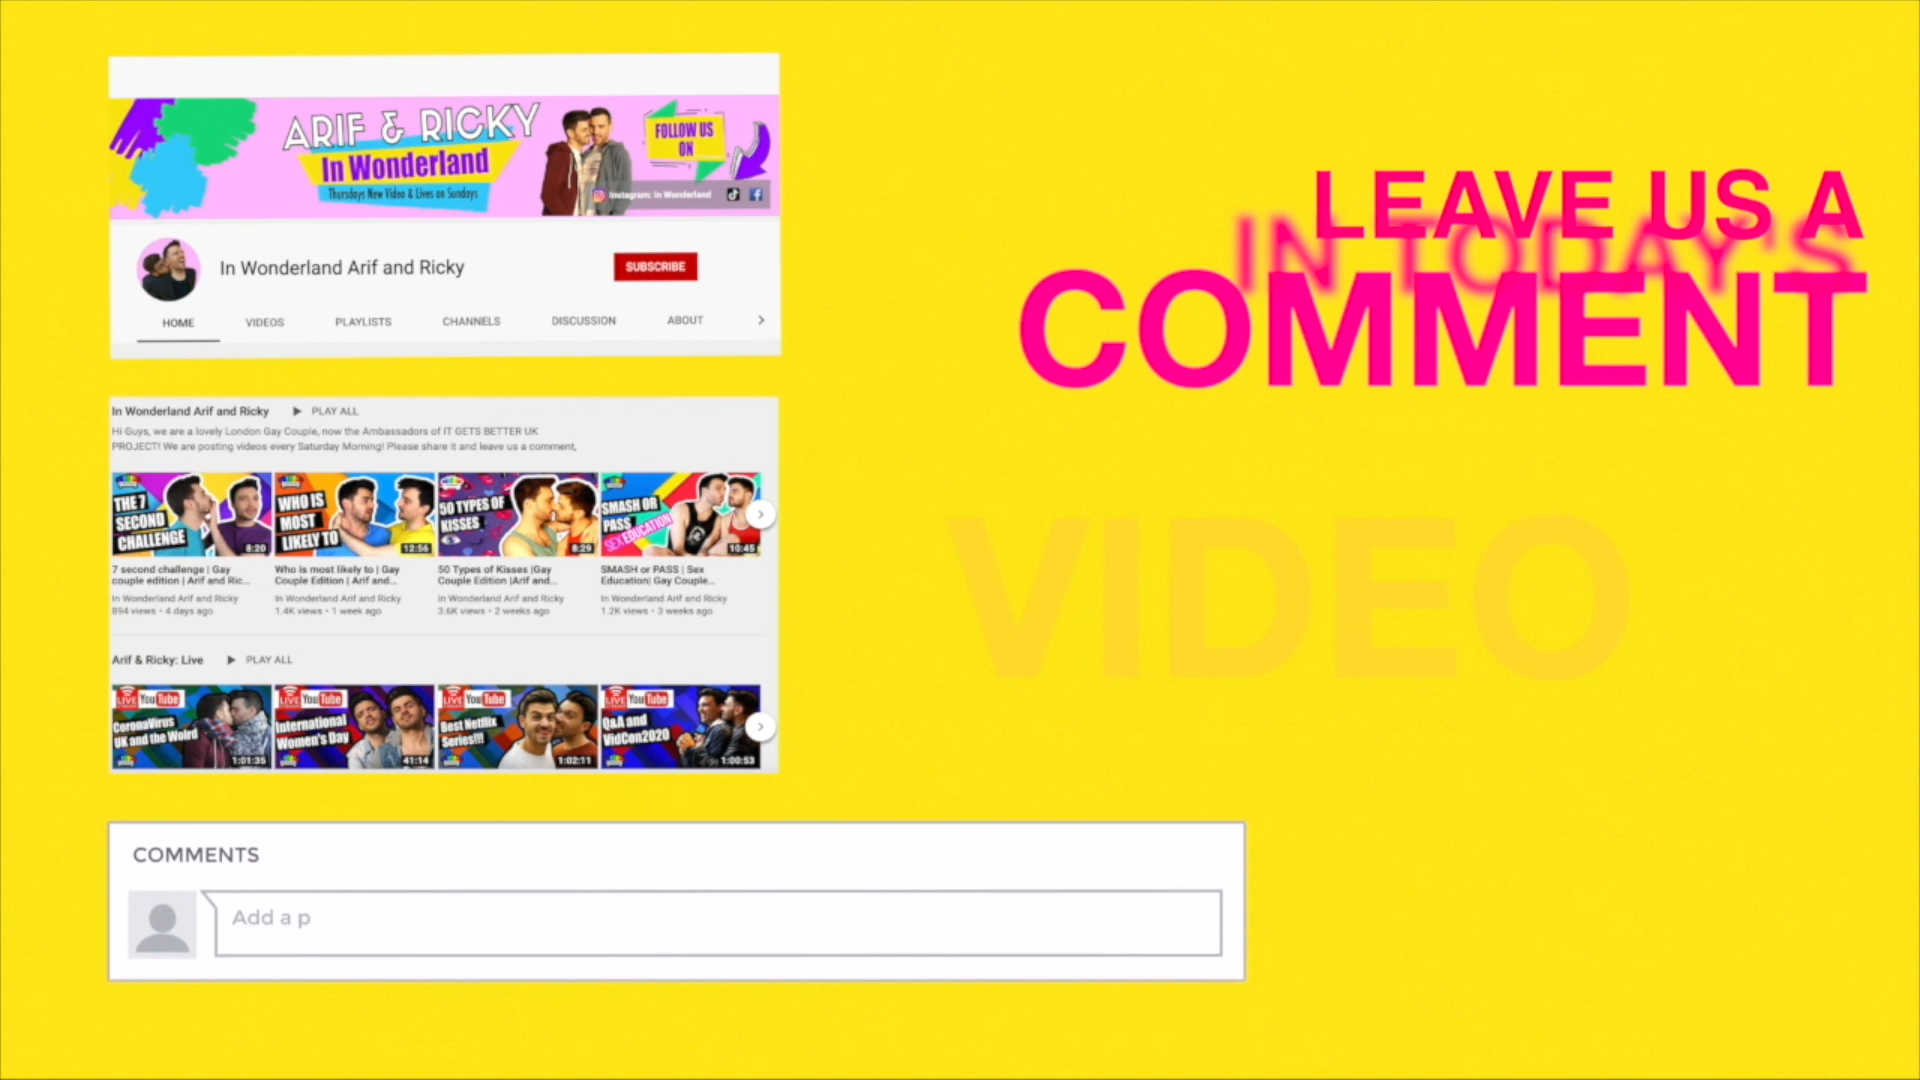 ARIF & RICKY
In Wonderland
Thursdays New Video & Lives on Sundays
FOLLOW US
ON
Instagram: In Wonderland
In Wonderland Arif and Ricky
SUBSCRIBE
HOME VIDEOS PLAYLISTS CHANNELS DISCUSSION ABOUT
In Wonderland Arif and Ricky PLAY ALL
Hi Guys, we are a lovely London Gay Couple, now the Ambassadors of IT GETS BETTER UK
PROJECT! We are posting videos every Saturday Morning! Please share it and leave us a comment,
THE 7
SECOND
CHALLENGE
8:20
WHO IS
MOST
LIKELY TO
12:56
50 TYPES OF
KISSES
8:29
SMASH OR
PASS
SEX EDUCATION
10:45
7 second challenge | Gay
couple edition | Arif and Ric...
In Wonderland Arif and Ricky
894 views • 4 days ago
Who is most likely to | Gay
Couple Edition | Arif and...
In Wonderland Arif and Ricky
1.4K views • 1 week ago
50 Types of Kisses |Gay
Couple Edition |Arif and...
In Wonderland Arif and Ricky
3.6K views • 2 weeks ago
SMASH or PASS | Sex
Education| Gay Couple...
In Wonderland Arif and Ricky
1.2K views • 3 weeks ago
Arif & Ricky: Live PLAY ALL
LIVE YouTube
CoronaVirus
UK and the Wolrd
1:01:35
LIVE YouTube
International
Women's Day
41:14
LIVE YouTube
Best Netflix
Series!!!
1:02:11
LIVE YouTube
Q&A and
VidCon2020
1:00:53
LEAVE US A
IN TODAY'S
COMMENT
VIDEO
COMMENTS
Add a p